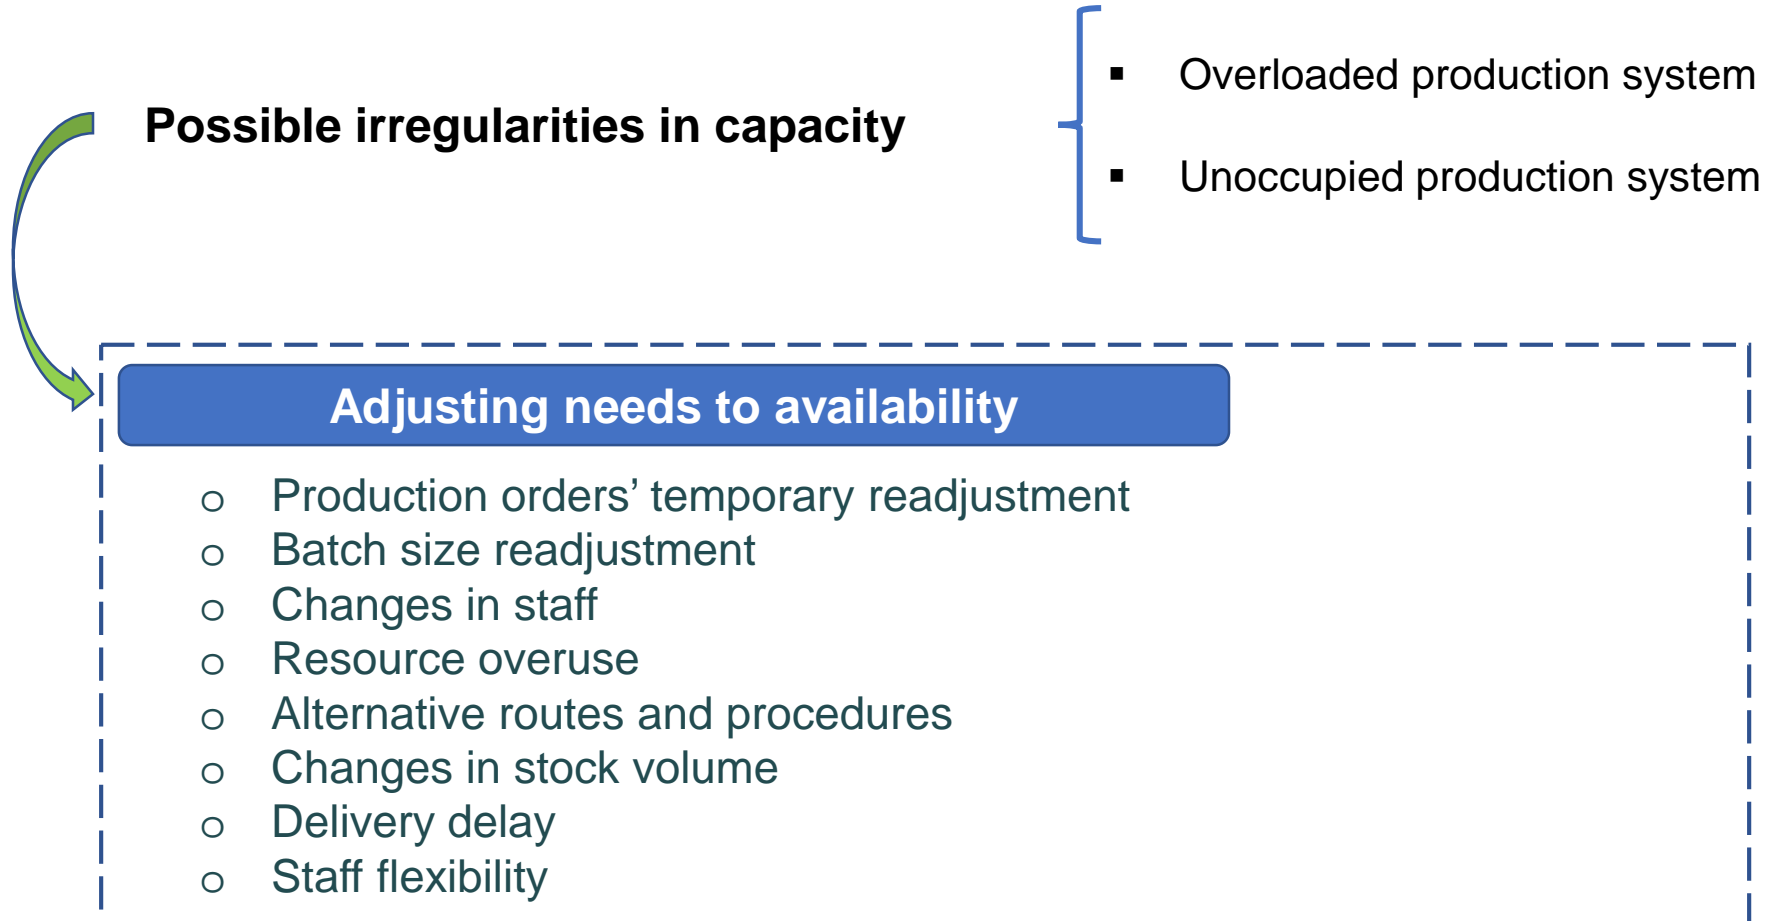 Possible irregularities in capacity
▪ Overloaded production system
▪ Unoccupied production system
Adjusting needs to availability
o Production orders’ temporary readjustment
o Batch size readjustment
o Changes in staff
o Resource overuse
o Alternative routes and procedures
o Changes in stock volume
o Delivery delay
o Staff flexibility